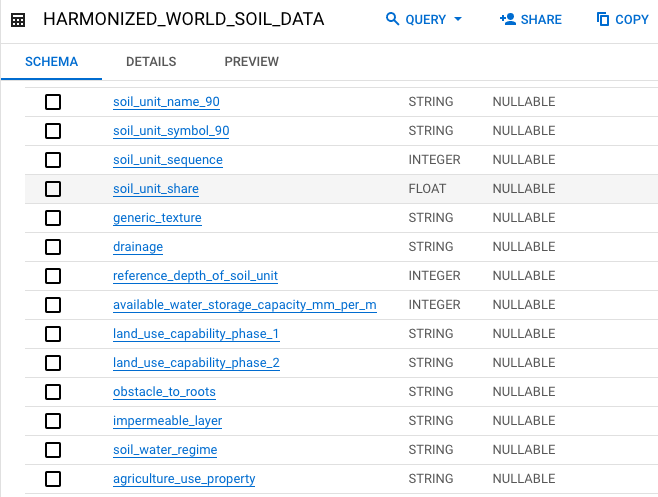 HARMONIZED_WORLD_SOIL_DATA QUERY SHARE COPY
SCHEMA DETAILS PREVIEW
soil_unit_name_90 STRING NULLABLE
soil_unit_symbol_90 STRING NULLABLE
soil_unit_sequence INTEGER NULLABLE
soil_unit_share FLOAT NULLABLE
generic_texture STRING NULLABLE
drainage STRING NULLABLE
reference_depth_of_soil_unit INTEGER NULLABLE
available_water_storage_capacity_mm_per_m INTEGER NULLABLE
land_use_capability_phase_1 STRING NULLABLE
land_use_capability_phase_2 STRING NULLABLE
obstacle_to_roots STRING NULLABLE
impermeable_layer STRING NULLABLE
soil_water_regime STRING NULLABLE
agriculture_use_property STRING NULLABLE